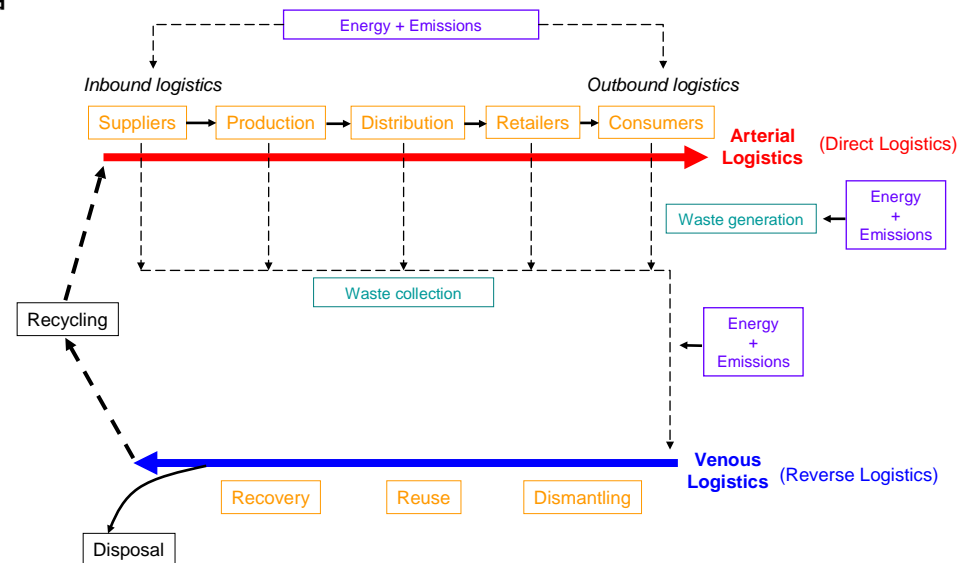 Energy + Emissions
Inbound logistics
Outbound logistics
Suppliers
Production
Distribution
Retailers
Consumers
Arterial
Logistics
(Direct Logistics)
Waste generation
Energy
+
Emissions
Waste collection
Recycling
Energy
+
Emissions
Venous
Logistics
(Reverse Logistics)
Recovery
Reuse
Dismantling
Disposal